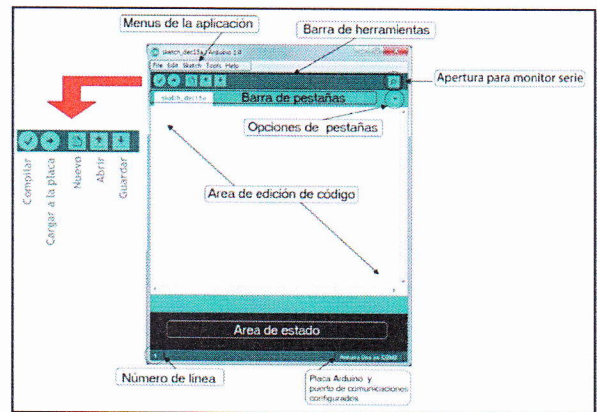 Menus de la aplicación
Barra de herramientas
sketch_dec15a | Arduino 1.0
File Edit Sketch Tools Help
Apertura para monitor serie
sketch_dec15a
Barra de pestañas
Opciones de pestañas
Compilar
Cargar a la placa
Nuevo
Abrir
Guardar
Area de edición de código
Area de estado
Arduino Uno on COM3
Número de linea
Placa Arduino y
puerto de comunicaciones
configurados